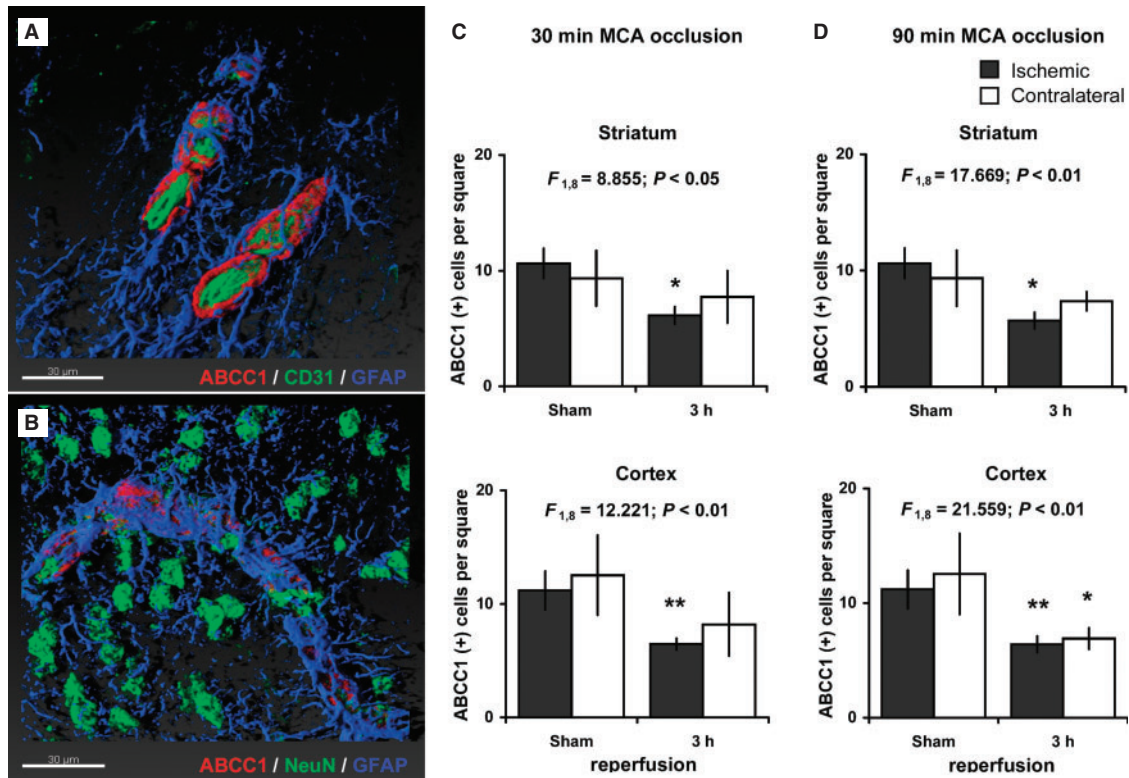 A
30 µm
ABCC1 / CD31 / GFAP
B
30 µm
ABCC1 / NeuN / GFAP
C
30 min MCA occlusion
Striatum
ABCC1 (+) cells per square
20
10
0
F1,8 = 8.855; P < 0.05
*
Sham
3 h
Cortex
ABCC1 (+) cells per square
20
10
0
F1,8 = 12.221; P < 0.01
**
Sham
3 h
reperfusion
D
90 min MCA occlusion
Ischemic
Contralateral
Striatum
ABCC1 (+) cells per square
20
10
0
F1,8 = 17.669; P < 0.01
*
Sham
3 h
Cortex
ABCC1 (+) cells per square
20
10
0
F1,8 = 21.559; P < 0.01
** *
Sham
3 h
reperfusion